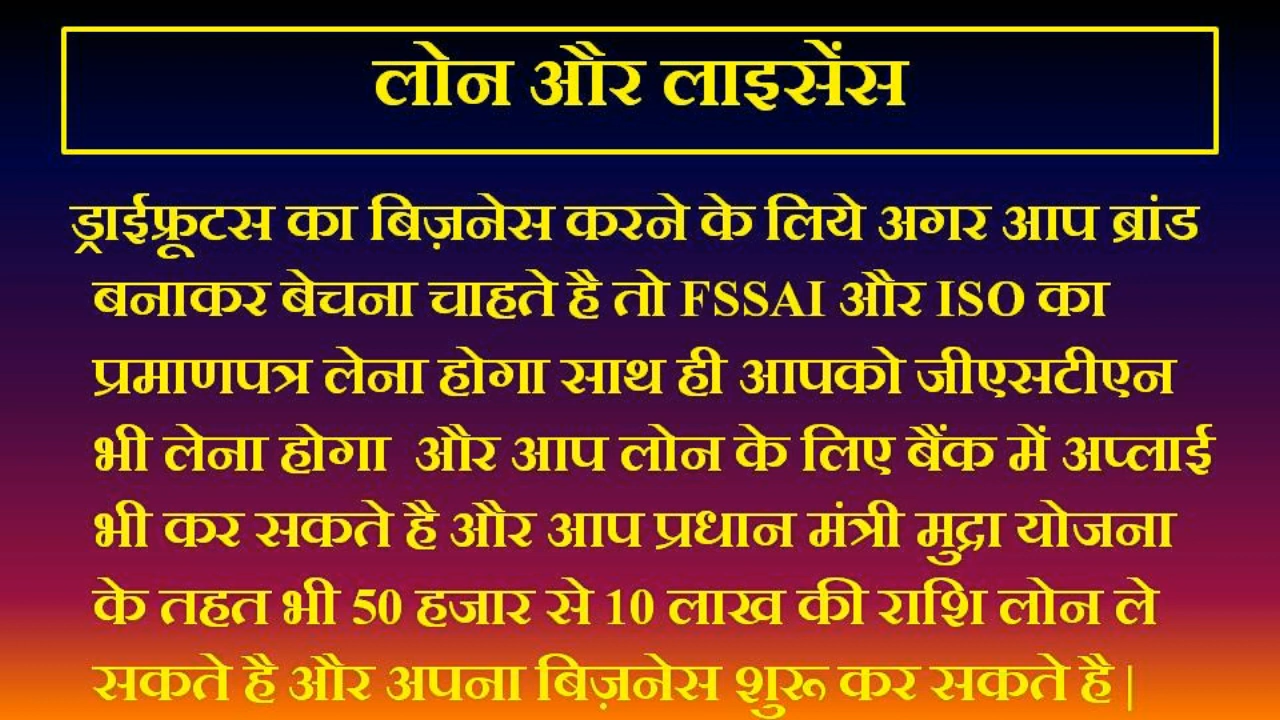 लोन और लाइसेंस
ड्राईफ्रूटस का बिज़नेस करने के लिये अगर आप ब्रांड
बनाकर बेचना चाहते है तो FSSAI और ISO का
प्रमाणपत्र लेना होगा साथ ही आपको जीएसटीएन
भी लेना होगा और आप लोन के लिए बैंक में अप्लाई
भी कर सकते है और आप प्रधान मंत्री मुद्रा योजना
के तहत भी 50 हजार से 10 लाख की राशि लोन ले
सकते है और अपना बिज़नेस शुरू कर सकते है |